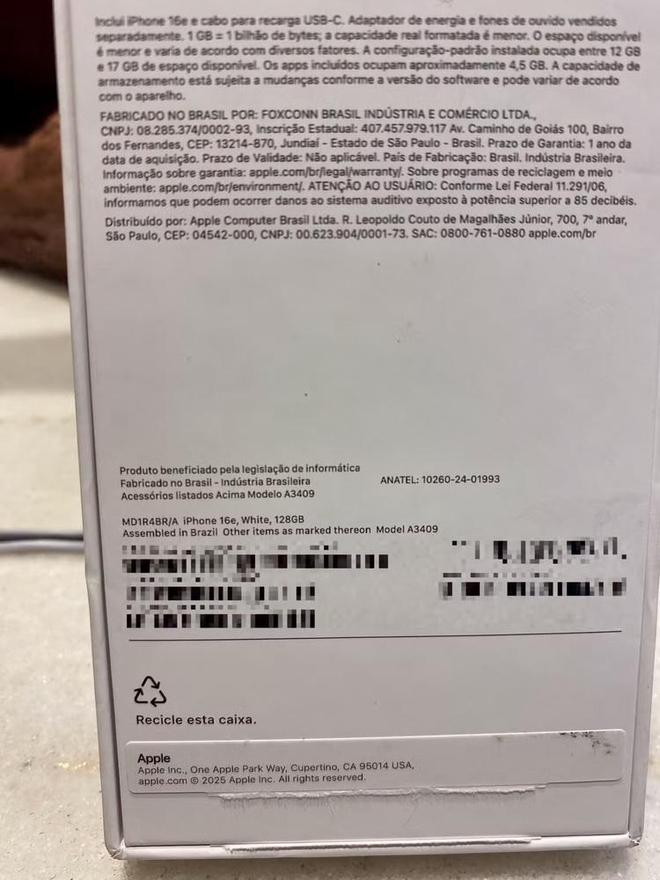 Inclui iPhone 16e e cabo para recarga USB-C. Adaptador de energia e fones de ouvido vendidos
separadamente. 1 GB = 1 bilhão de bytes; a capacidade real formatada é menor. O espaço disponível
é menor e varia de acordo com diversos fatores. A configuração-padrão instalada ocupa entre 12 GB
e 17 GB de espaço disponível. Os apps incluídos ocupam aproximadamente 4,5 GB. A capacidade de
armazenamento está sujeita a mudanças conforme a versão do software e pode variar de acordo
com o aparelho.
FABRICADO NO BRASIL POR: FOXCONN BRASIL INDÚSTRIA E COMÉRCIO LTDA.,
CNPJ: 08.285.374/0002-93, Inscrição Estadual: 407.457.979.117 Av. Caminho de Goiás 100, Bairro
dos Fernandes, CEP: 13214-870, Jundiaí - Estado de São Paulo - Brasil. Prazo de Garantia: 1 ano da
data de aquisição. Prazo de Validade: Não aplicável. País de Fabricação: Brasil. Indústria Brasileira.
Informação sobre garantia: apple.com/br/legal/warranty/. Sobre programas de reciclagem e meio
ambiente: apple.com/br/environment/. ATENÇÃO AO USUÁRIO: Conforme Lei Federal 11.291/06,
informamos que podem ocorrer danos ao sistema auditivo exposto à potência superior a 85 decibéis.
Distribuído por: Apple Computer Brasil Ltda. R. Leopoldo Couto de Magalhães Júnior, 700, 7º andar,
São Paulo, CEP: 04542-000, CNPJ: 00.623.904/0001-73. SAC: 0800-761-0880 apple.com/br
Produto beneficiado pela legislação de informática
Fabricado no Brasil - Indústria Brasileira
ANATEL: 10260-24-01993
Acessórios listados Acima Modelo A3409
MD1R4BR/A iPhone 16e, White, 128GB
Assembled in Brazil Other items as marked thereon Model A3409
Recicle esta caixa.
Apple
Apple Inc., One Apple Park Way, Cupertino, CA 95014 USA,
apple.com © 2025 Apple Inc. All rights reserved.